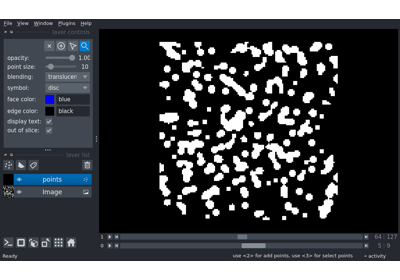 File View Window Plugins Help
layer controls
opacity: 1.00
point size: 10
blending: translucen
symbol: disc
face color: blue
edge color: black
display text:
out of slice:
layer list
points
Image
1 64 127
0 5 9
Ready use <2> for add points, use <3> for select points activity